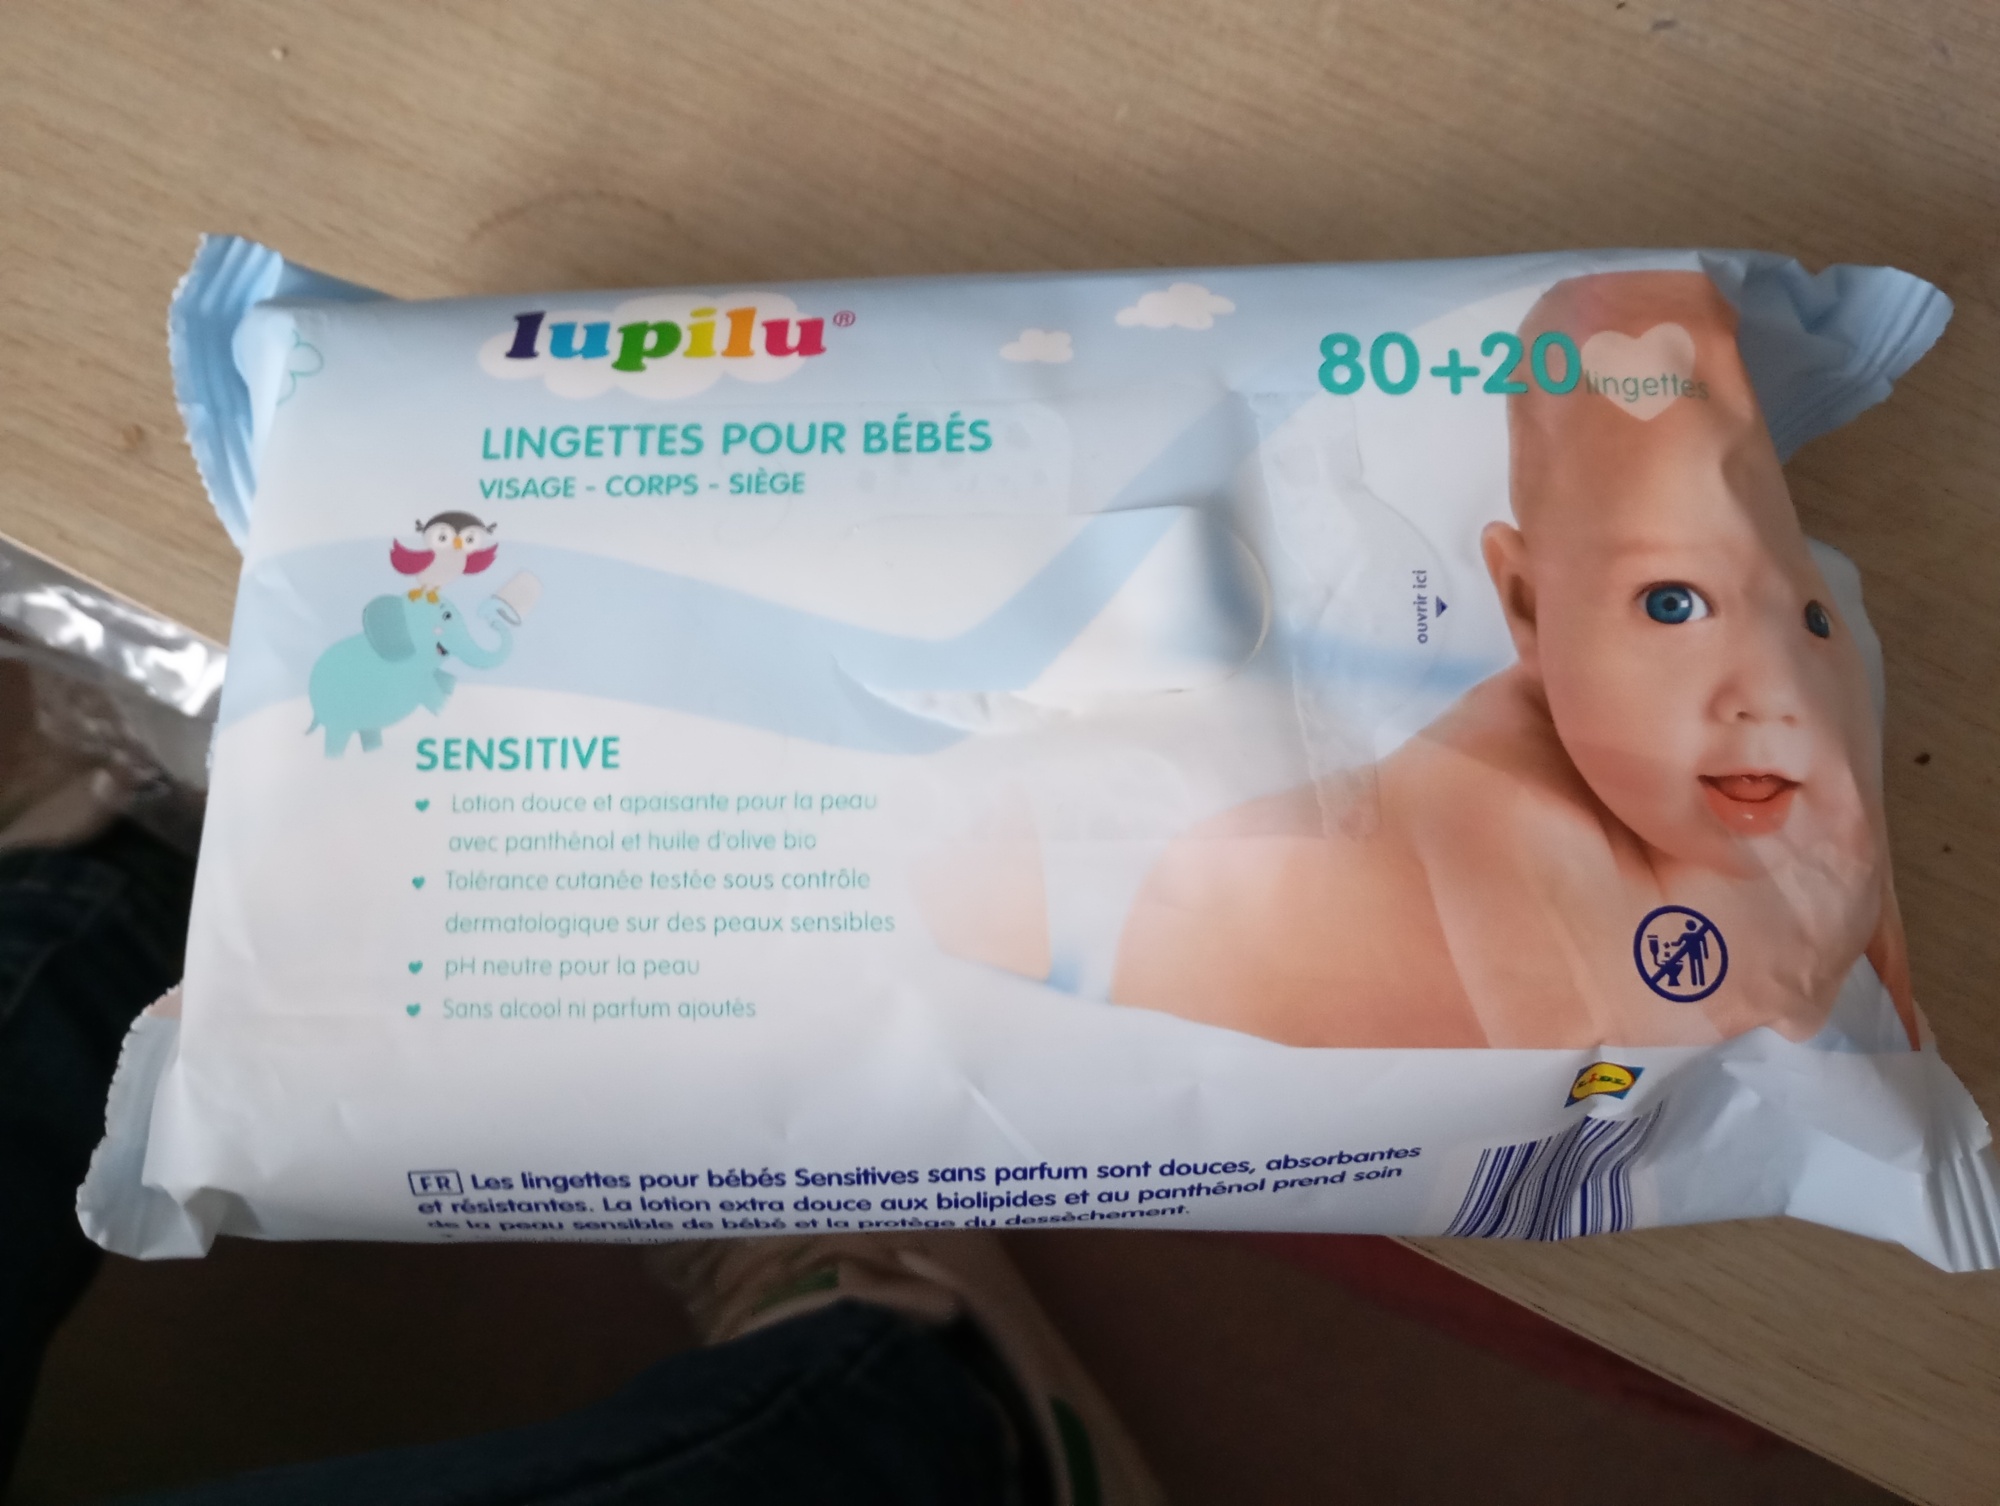 lupilu®
80+20 lingettes
LINGETTES POUR BÉBÉS
VISAGE - CORPS - SIÈGE
ouvrir ici
SENSITIVE
Lotion douce et apaisante pour la peau
avec panthénol et huile d'olive bio
Tolérance cutanée testée sous contrôle
dermatologique sur des peaux sensibles
pH neutre pour la peau
Sans alcool ni parfum ajoutés
LIDL
FR Les lingettes pour bébés Sensitives sans parfum sont douces, absorbantes
et résistantes. La lotion extra douce aux biolipides et au panthénol prend soin
de la peau sensible de bébé et la protège du dessèchement.